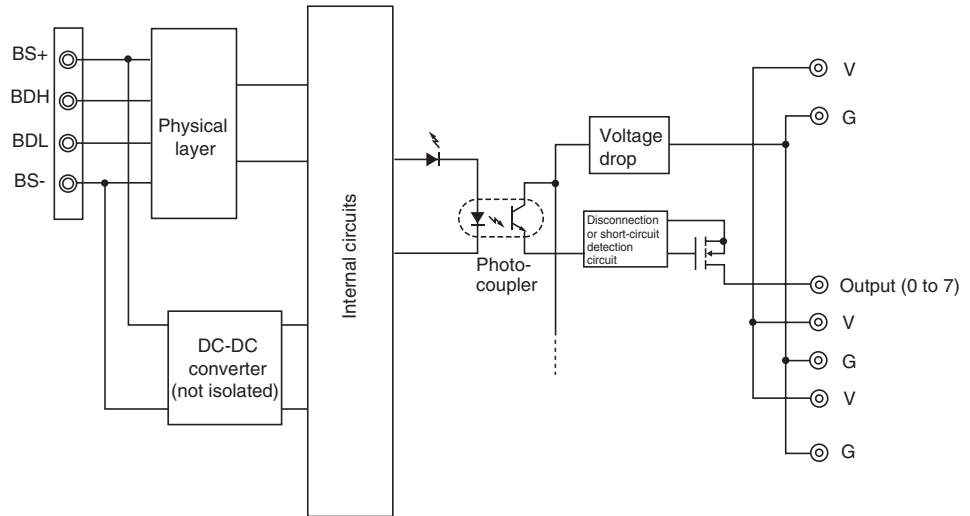 BS+
BDH
BDL
BS-
Physical
layer
DC-DC
converter
(not isolated)
Internal circuits
Photo-
coupler
Voltage
drop
Disconnection
or short-circuit
detection
circuit
V
G
Output (0 to 7)
V
G
V
G